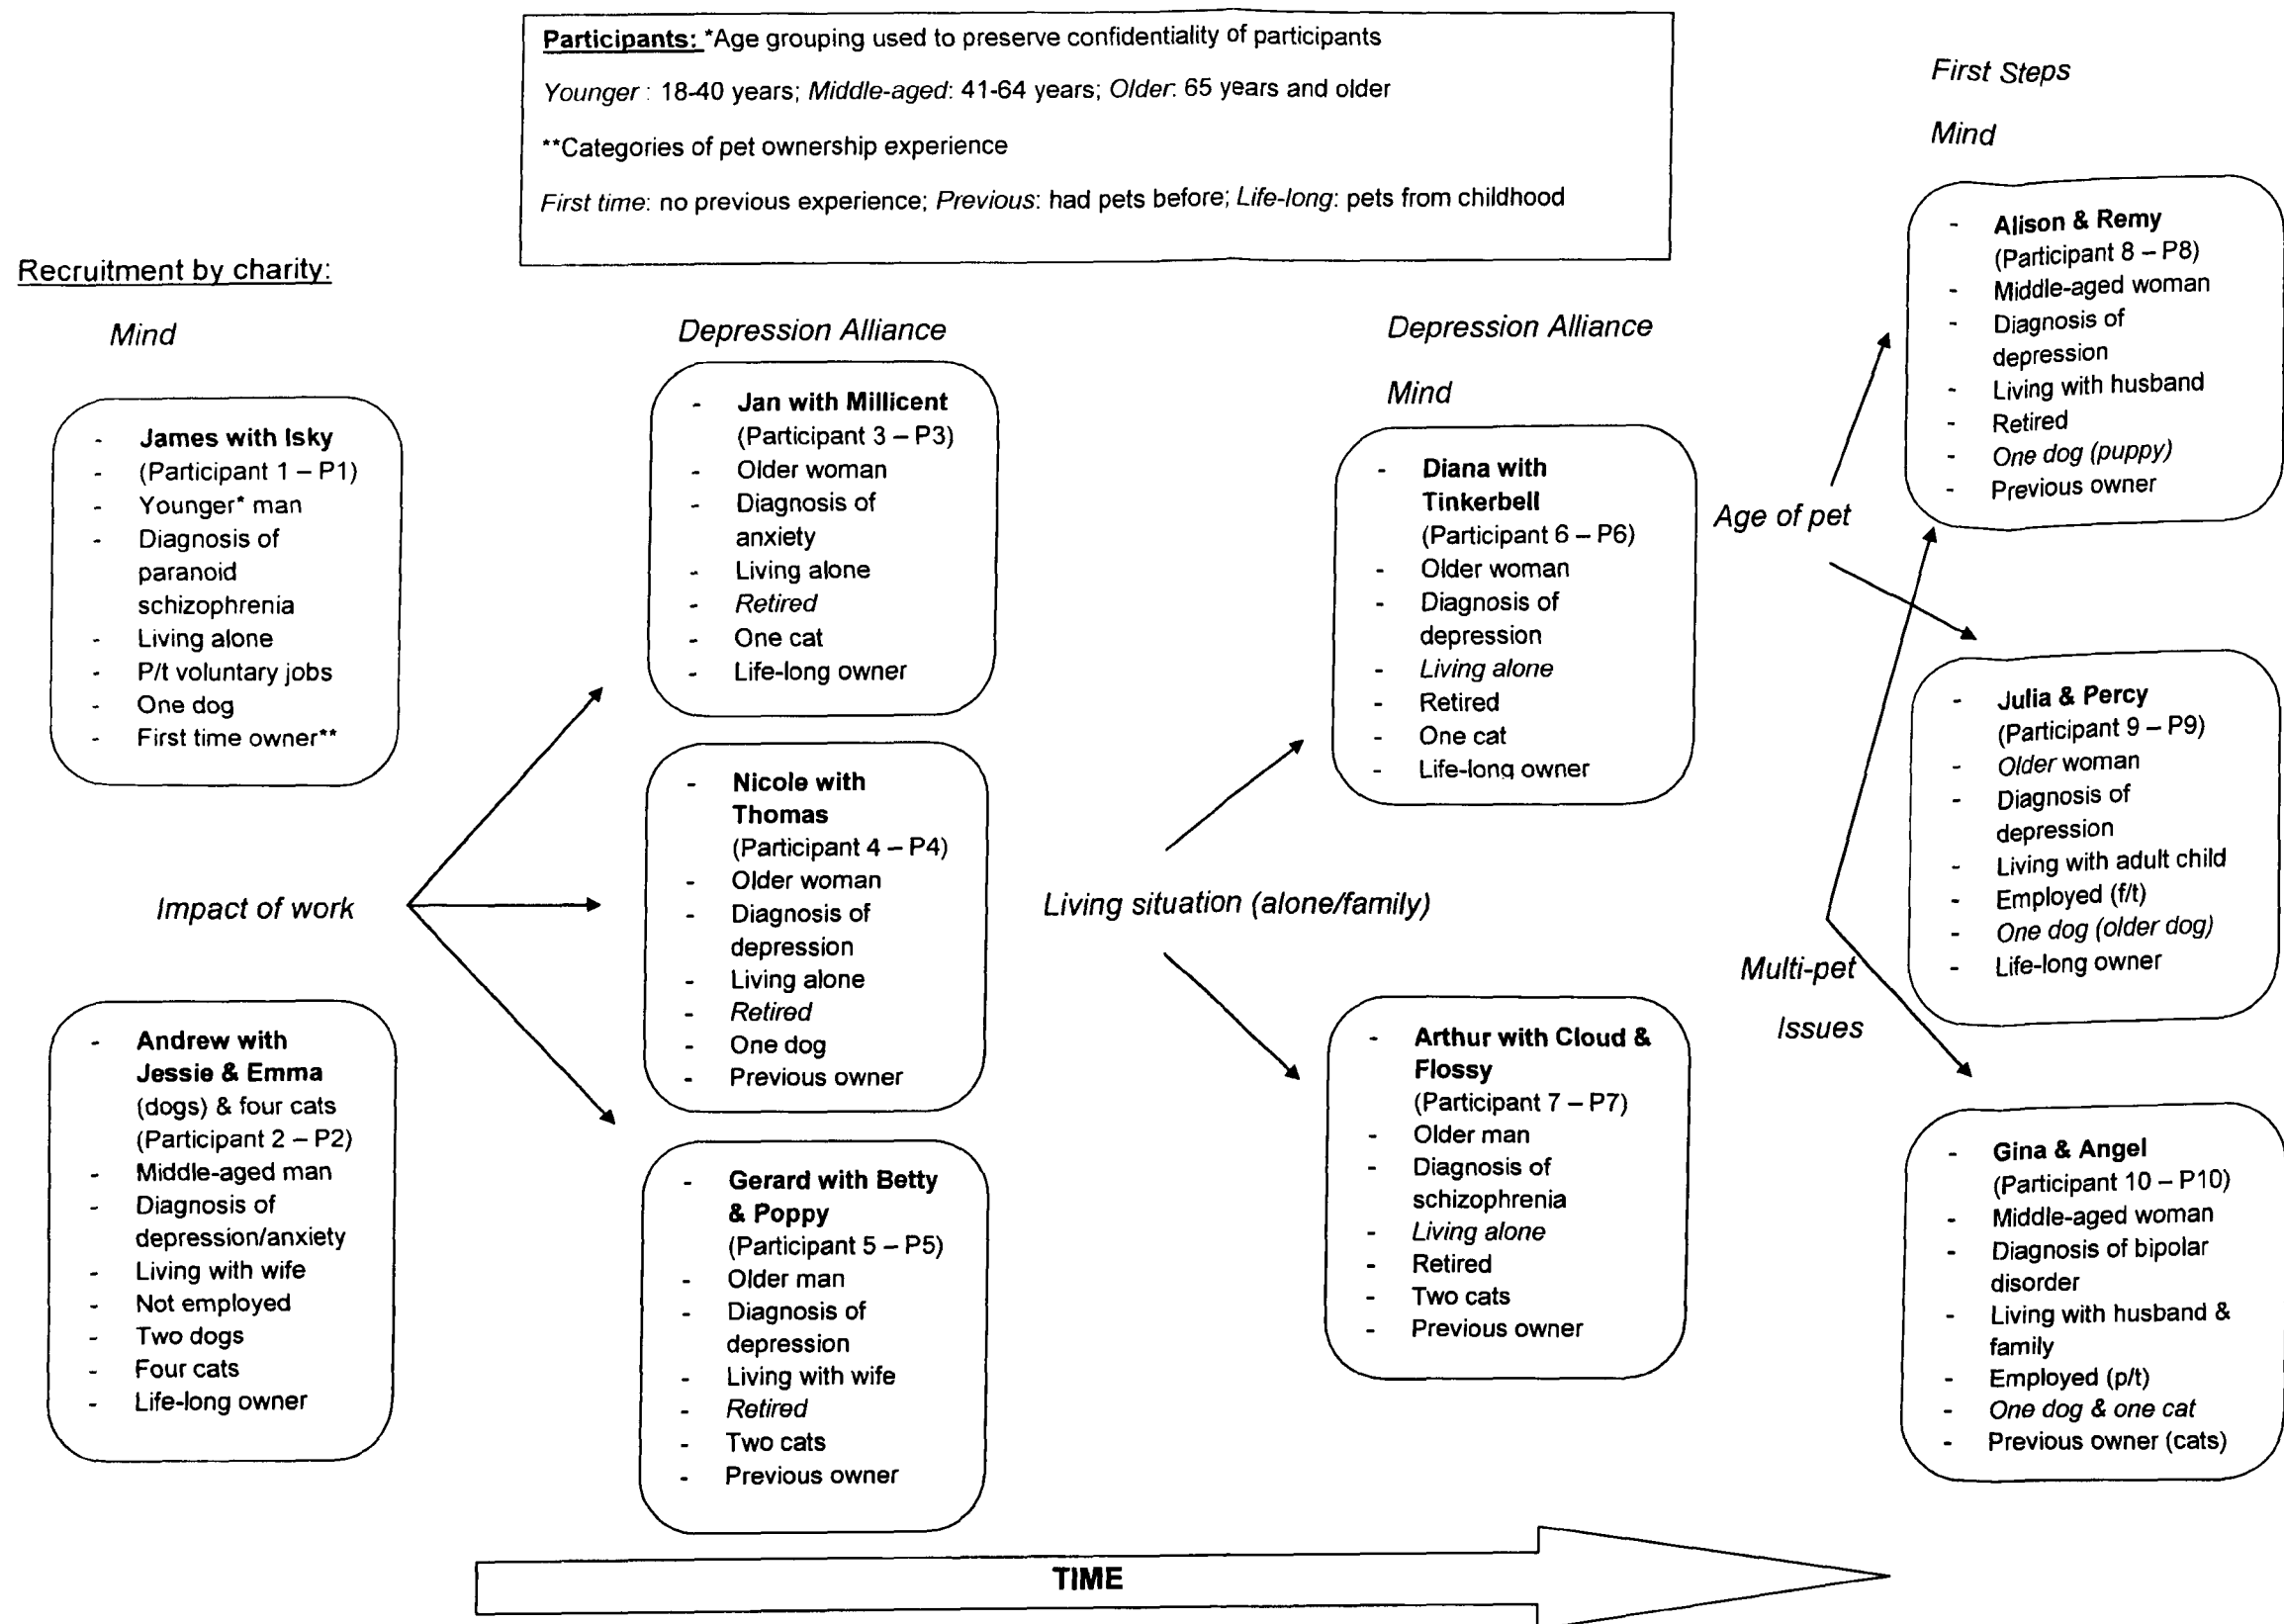 Participants: *Age grouping used to preserve confidentiality of participants
Younger : 18-40 years; Middle-aged: 41-64 years; Older: 65 years and older
**Categories of pet ownership experience
First time: no previous experience; Previous: had pets before; Life-long: pets from childhood
Recruitment by charity:
Mind
- James with Isky
- (Participant 1 – P1)
- Younger* man
- Diagnosis of
paranoid
schizophrenia
- Living alone
- P/t voluntary jobs
- One dog
- First time owner**
Impact of work
- Andrew with
Jessie & Emma
(dogs) & four cats
(Participant 2 – P2)
- Middle-aged man
- Diagnosis of
depression/anxiety
- Living with wife
- Not employed
- Two dogs
- Four cats
- Life-long owner
Depression Alliance
- Jan with Millicent
(Participant 3 – P3)
- Older woman
- Diagnosis of
anxiety
- Living alone
- Retired
- One cat
- Life-long owner
- Nicole with
Thomas
(Participant 4 – P4)
- Older woman
- Diagnosis of
depression
- Living alone
- Retired
- One dog
- Previous owner
- Gerard with Betty
& Poppy
(Participant 5 – P5)
- Older man
- Diagnosis of
depression
- Living with wife
- Retired
- Two cats
- Previous owner
Living situation (alone/family)
Depression Alliance
Mind
- Diana with
Tinkerbell
(Participant 6 – P6)
- Older woman
- Diagnosis of
depression
- Living alone
- Retired
- One cat
- Life-long owner
- Arthur with Cloud &
Flossy
(Participant 7 – P7)
- Older man
- Diagnosis of
schizophrenia
- Living alone
- Retired
- Two cats
- Previous owner
Age of pet
Multi-pet
Issues
First Steps
Mind
- Alison & Remy
(Participant 8 – P8)
- Middle-aged woman
- Diagnosis of
depression
- Living with husband
- Retired
- One dog (puppy)
- Previous owner
- Julia & Percy
(Participant 9 – P9)
- Older woman
- Diagnosis of
depression
- Living with adult child
- Employed (f/t)
- One dog (older dog)
- Life-long owner
- Gina & Angel
(Participant 10 – P10)
- Middle-aged woman
- Diagnosis of bipolar
disorder
- Living with husband &
family
- Employed (p/t)
- One dog & one cat
- Previous owner (cats)
TIME